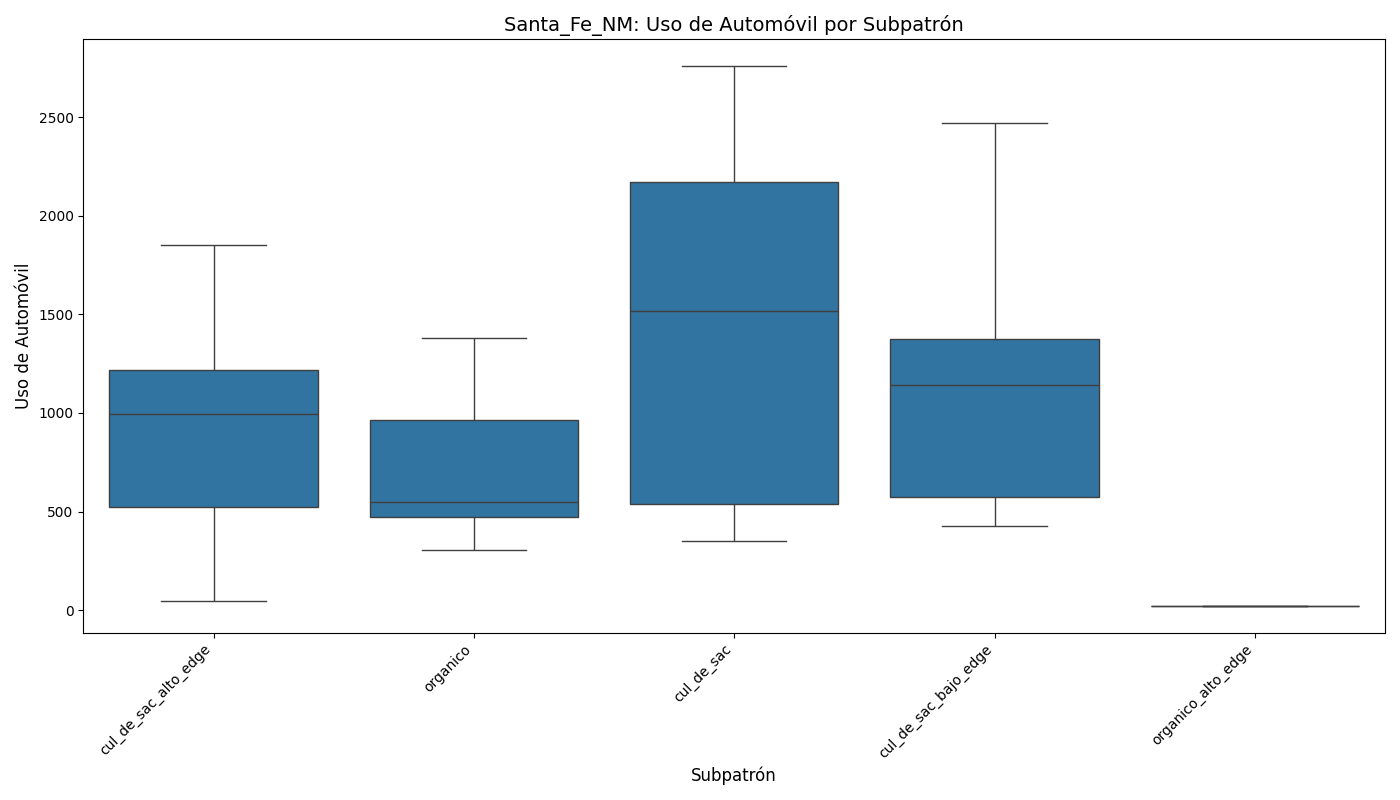 Santa_Fe_NM: Uso de Automóvil por Subpatrón
Uso de Automóvil
2500
2000
1500
1000
500
0
cul_de_sac_alto_edge
organico
cul_de_sac
cul_de_sac_bajo_edge
organico_alto_edge
Subpatrón